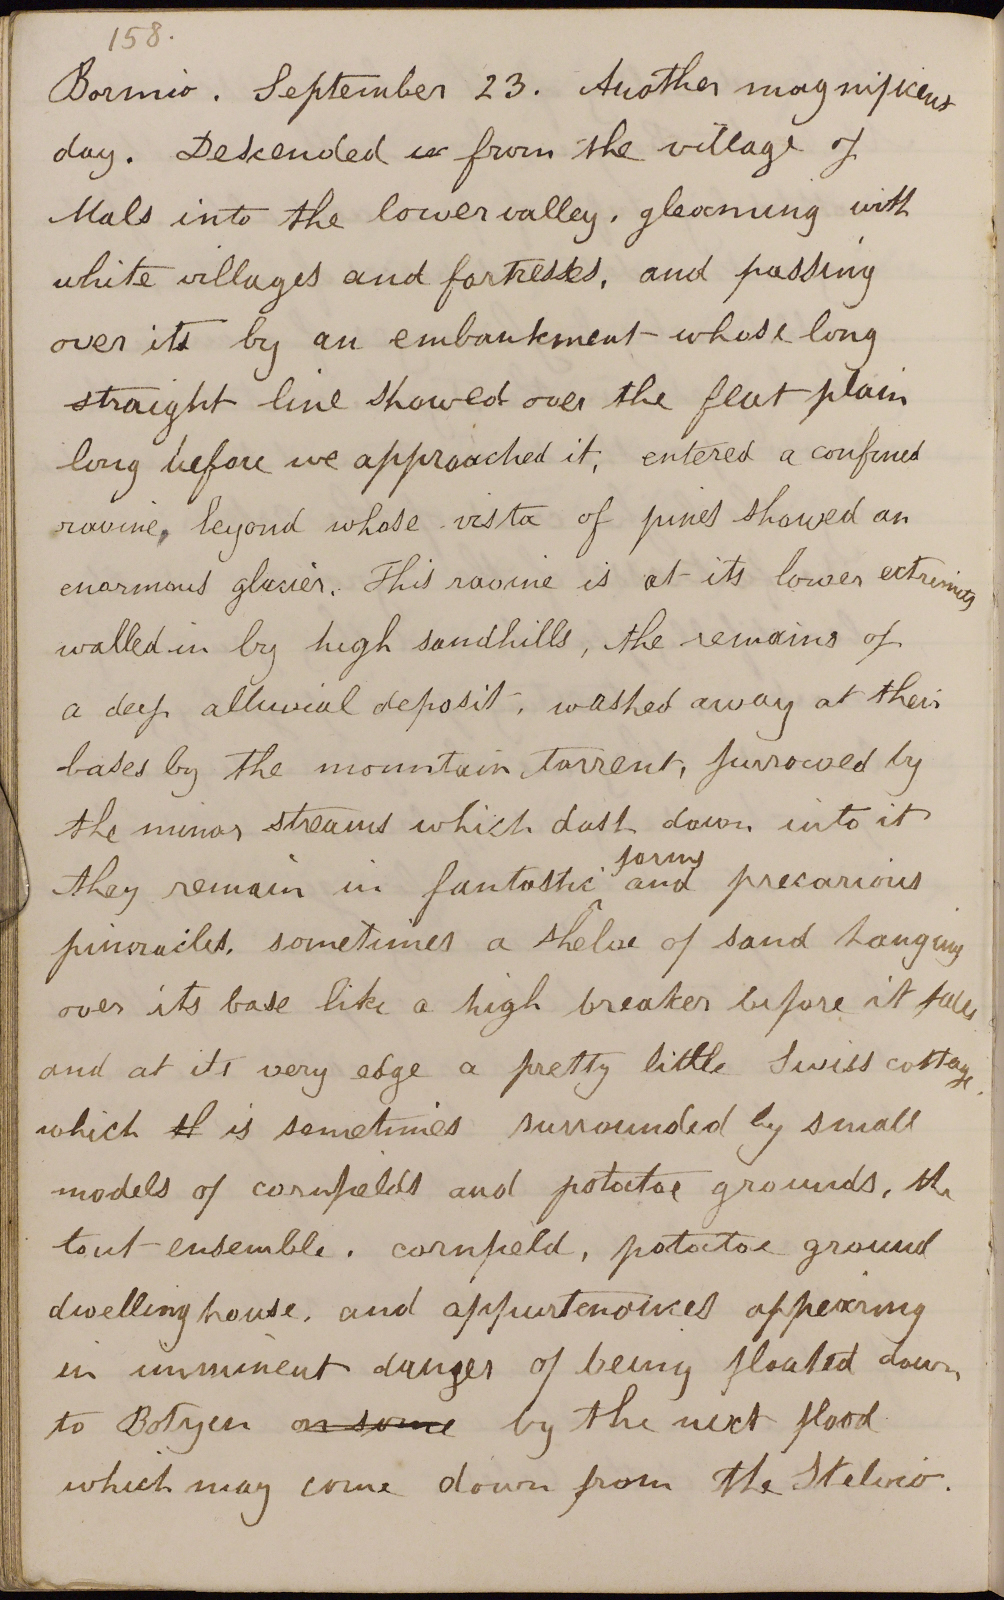 158.
Bormio. September 23. Another magnificent
day. Descended in from the village of
Mals into the lower valley, gleaming with
white villages and fortresses, and passing
over its by an embankment whose long
straight line showed over the flat plain
long before we approached it, entered a confined
ravine, beyond whose vista of pines showed an
enormous glacier. This ravine is at its lower extremity
walled in by high sandhills, the remains of
a deep alluvial deposit, washed away at their
bases by the mountain torrent, furrowed by
the minor streams which dash down into it
forms
they remain in fantastic and precarious
pinnacles, sometimes a shelve of sand hanging
over its base like a high breaker before it falls
and at its very edge a pretty little Swiss cottage,
which is sometimes surrounded by small
models of cornfields and potatoe grounds, the
tout ensemble, cornfield, potatoe ground
dwelling house, and appurtenances appearing
in imminent danger of being floated down
to Botzen on some by the next flood
which may come down from the Stelvio.